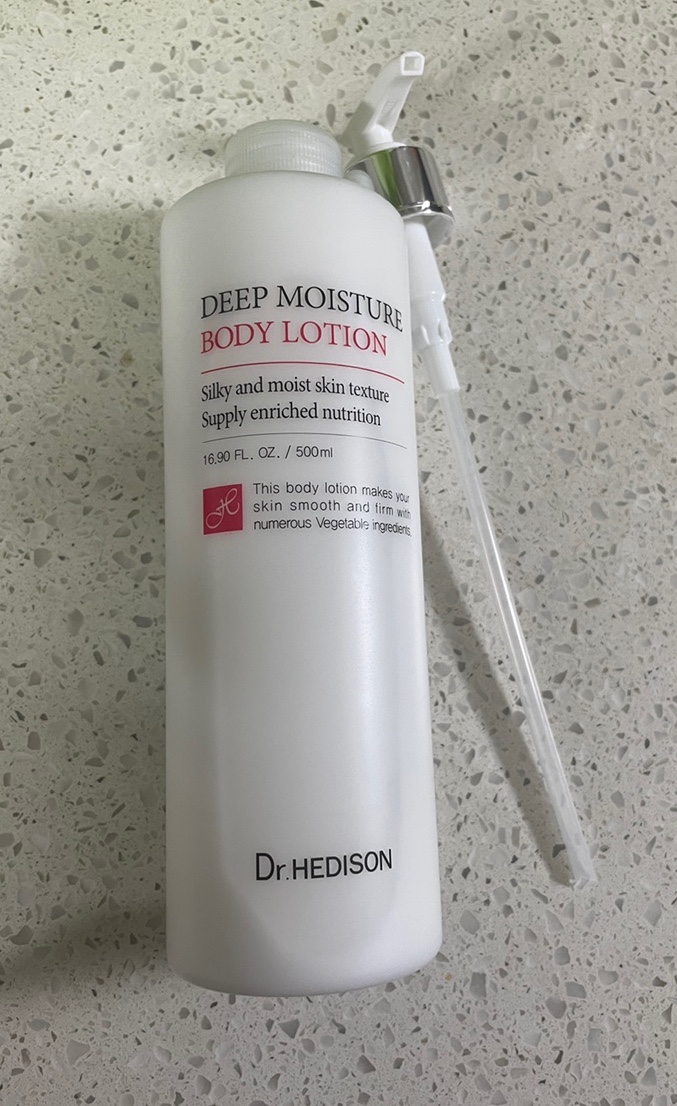 DEEP MOISTURE
BODY LOTION
Silky and moist skin texture
Supply enriched nutrition
16.90 FL. OZ. / 500ml
H
This body lotion makes your
skin smooth and firm with
numerous Vegetable ingredients.
Dr.HEDISON